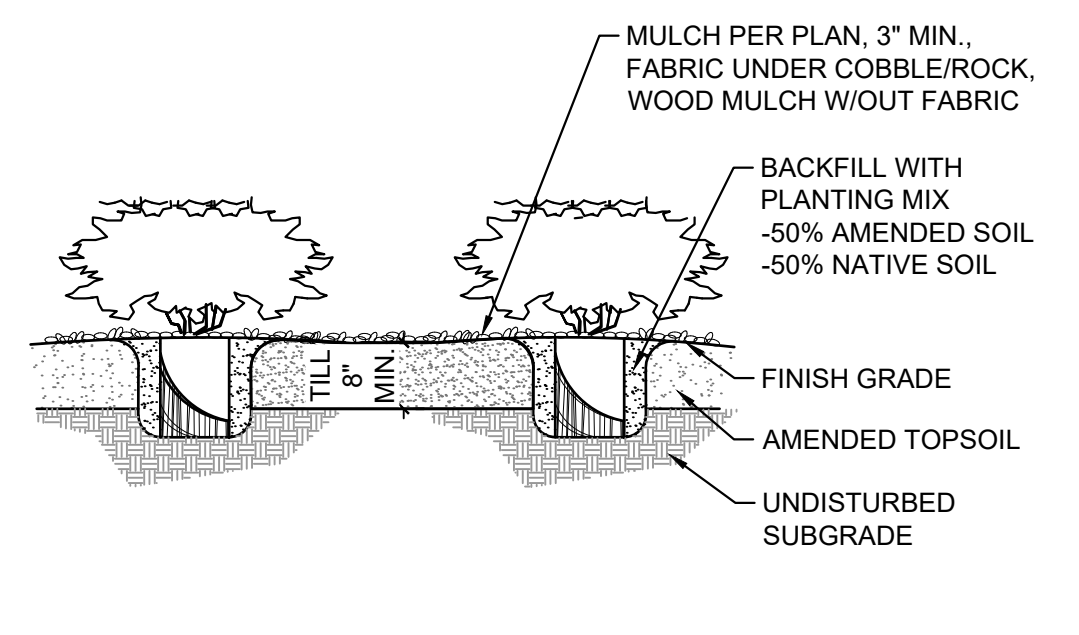 MULCH PER PLAN, 3" MIN.,
FABRIC UNDER COBBLE/ROCK,
WOOD MULCH W/OUT FABRIC
BACKFILL WITH
PLANTING MIX
-50% AMENDED SOIL
-50% NATIVE SOIL
TILL
8"
MIN.
FINISH GRADE
AMENDED TOPSOIL
UNDISTURBED
SUBGRADE